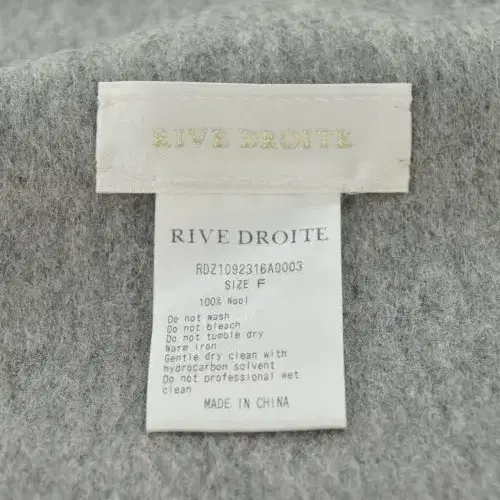 RIVE DROITE
RIVE DROITE
RDZ1092316A0003
SIZE F
100% Wool
Do not wash
Do not bleach
Do not tumble dry
Warm iron
Gentle dry clean with
hydrocarbon solvent
Do not professional wet
clean
MADE IN CHINA